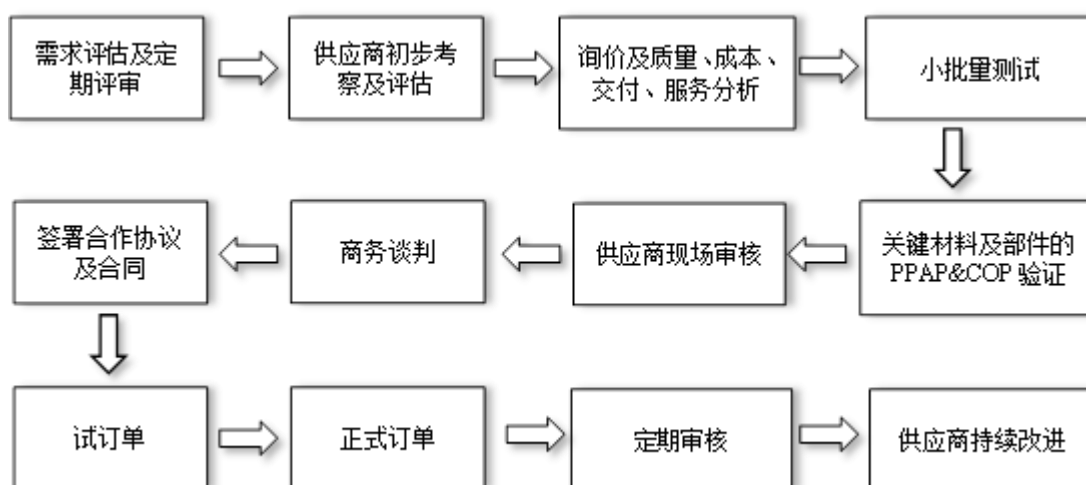 需求评估及定
期评审
供应商初步考
察及评估
询价及质量、成本、
交付、服务分析
小批量测试
关键材料及部件的
PPAP&COP 验证
供应商现场审核
商务谈判
签署合作协议
及合同
试订单
正式订单
定期审核
供应商持续改进